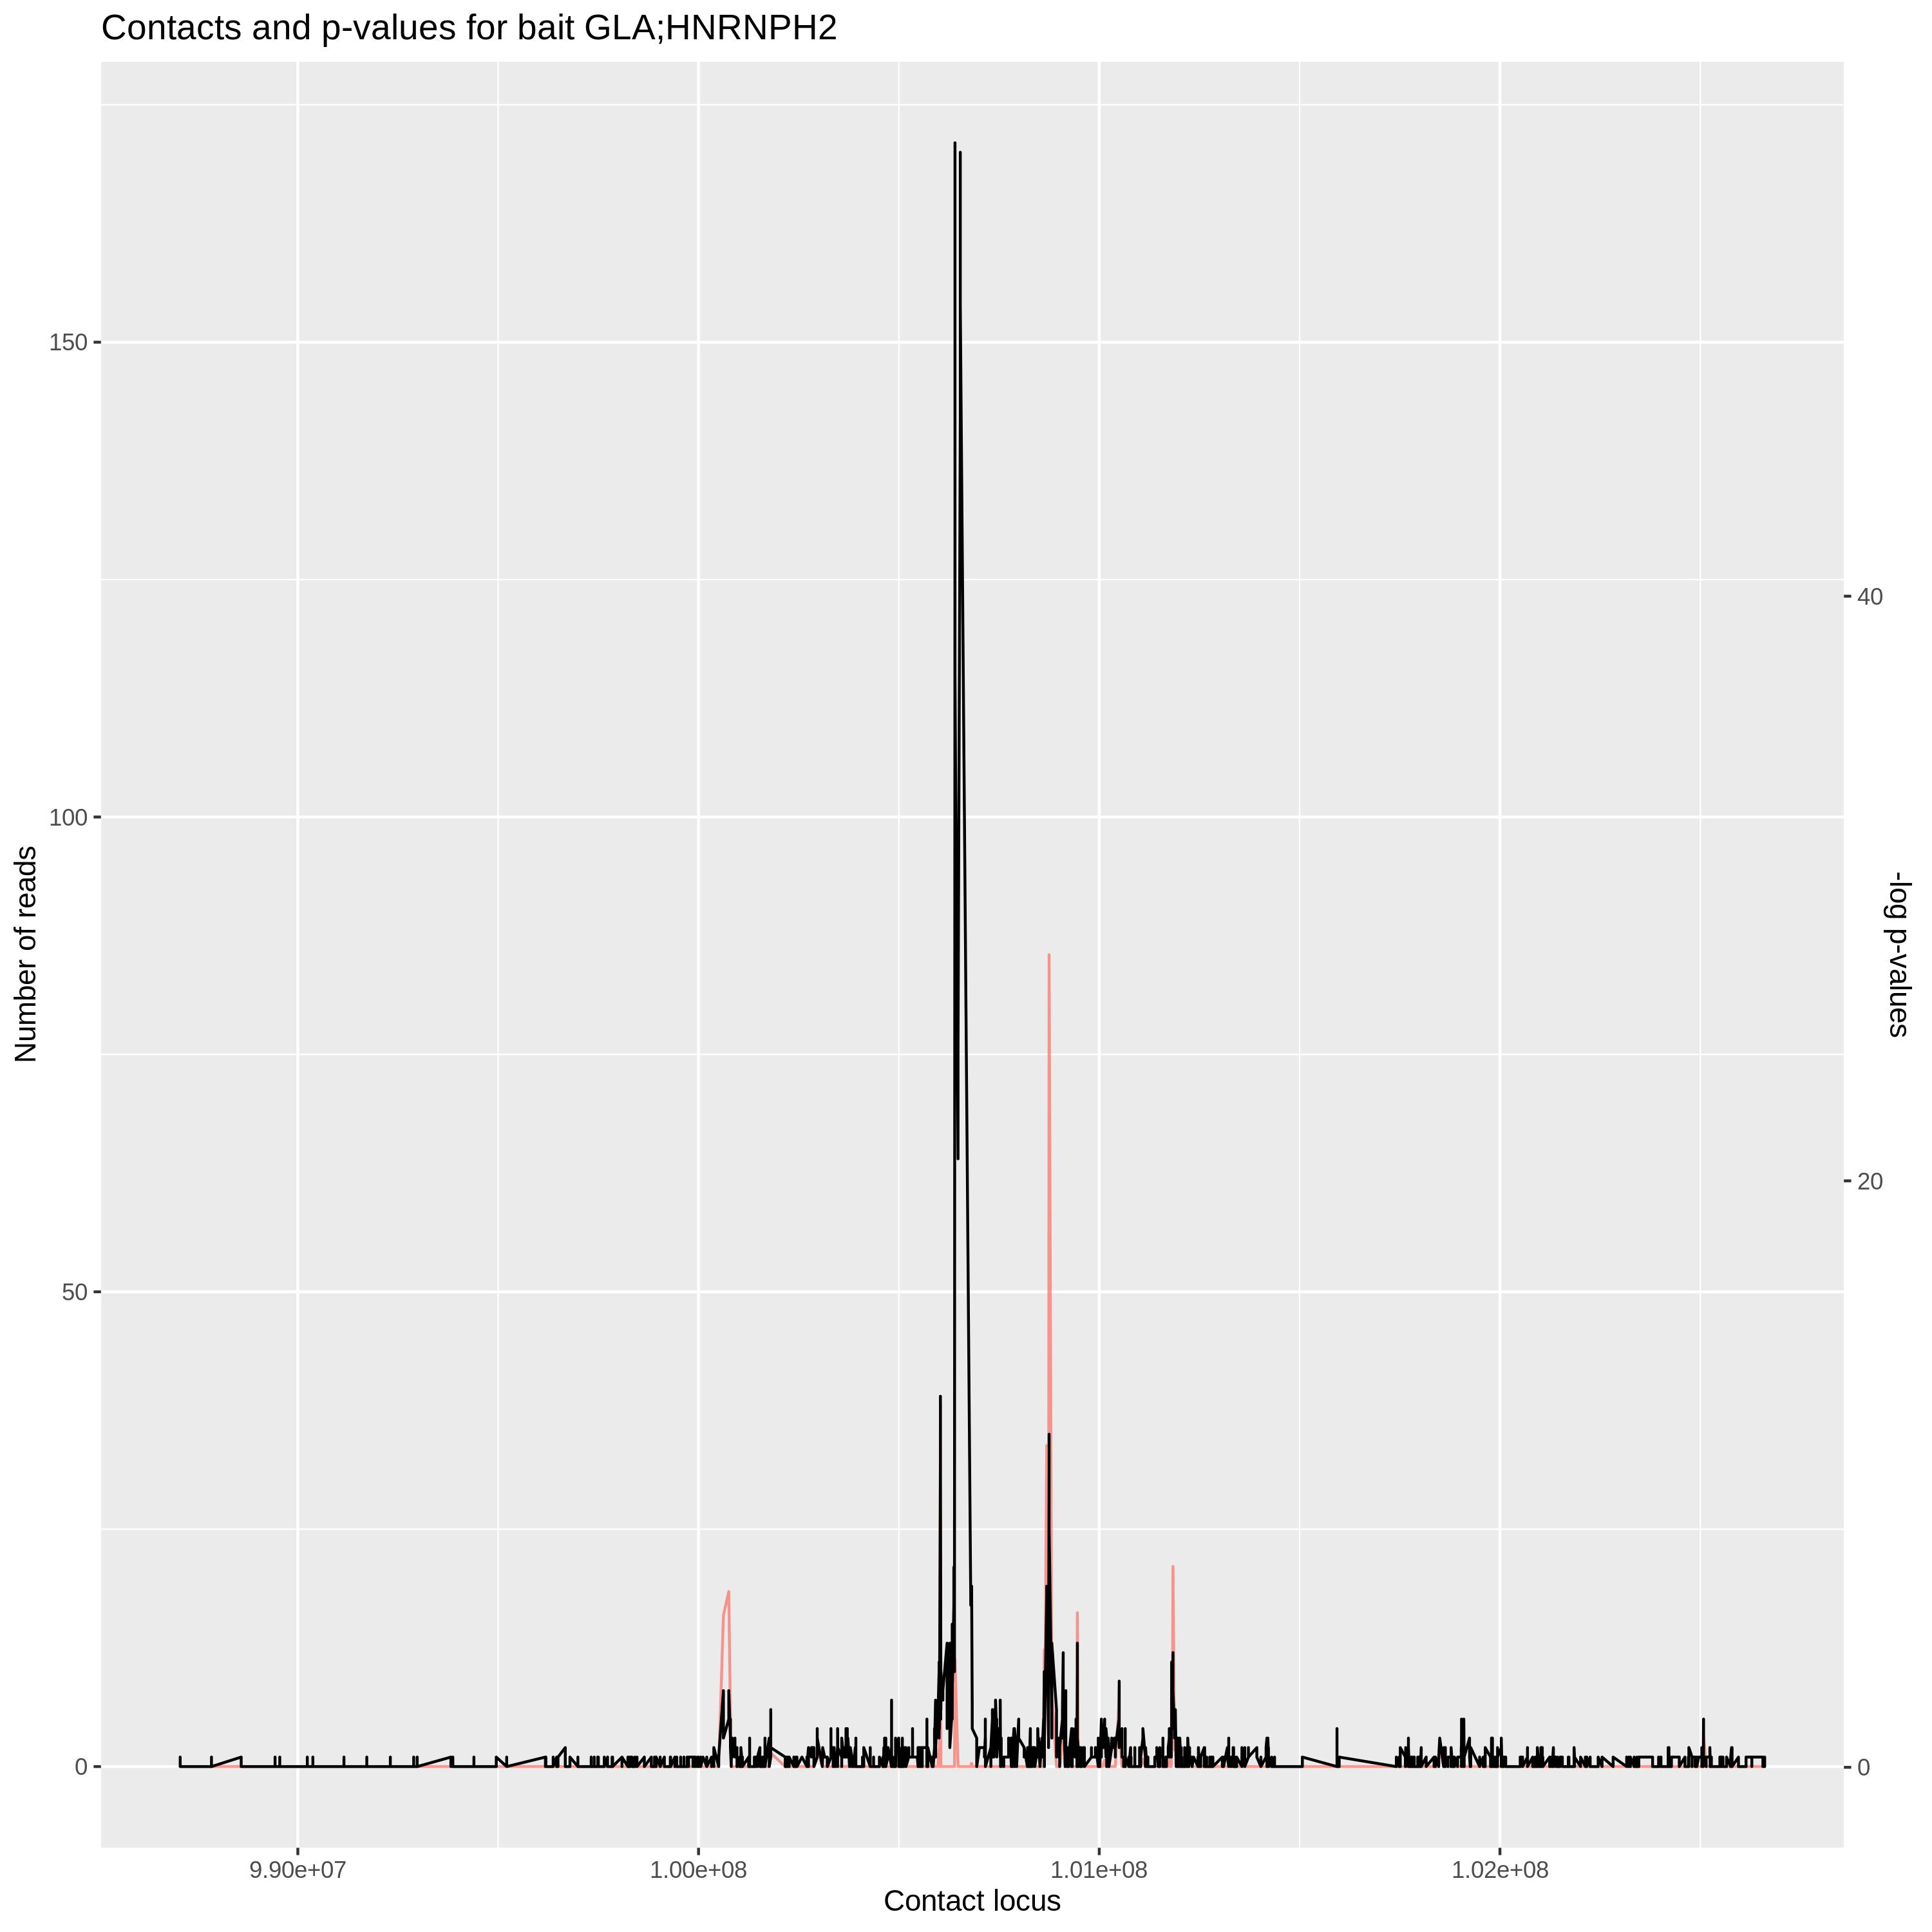 Contacts and p-values for bait GLA;HNRNPH2
150
100
50
0
Number of reads
40
20
0
-log p-values
9.90e+07
1.00e+08
1.01e+08
1.02e+08
Contact locus